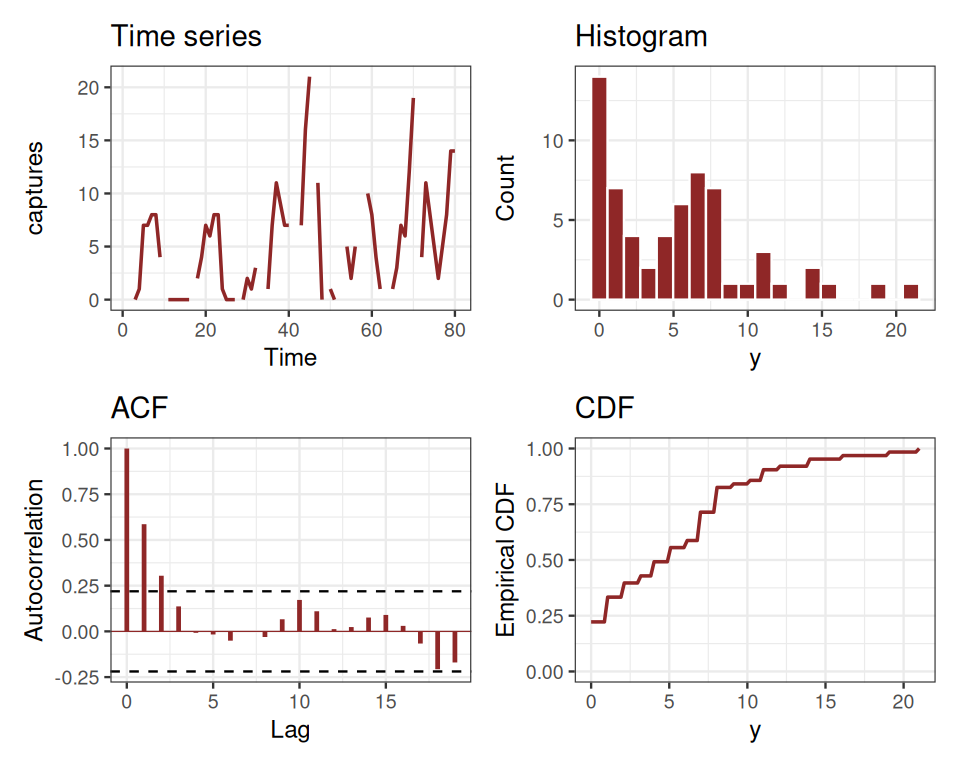 Time series
captures
20
15
10
5
0
0 20 40 60 80
Time
Histogram
Count
10
5
0
0 5 10 15 20
y
ACF
Autocorrelation
1.00
0.75
0.50
0.25
0.00
-0.25
0 5 10 15
Lag
CDF
Empirical CDF
1.00
0.75
0.50
0.25
0.00
0 5 10 15 20
y